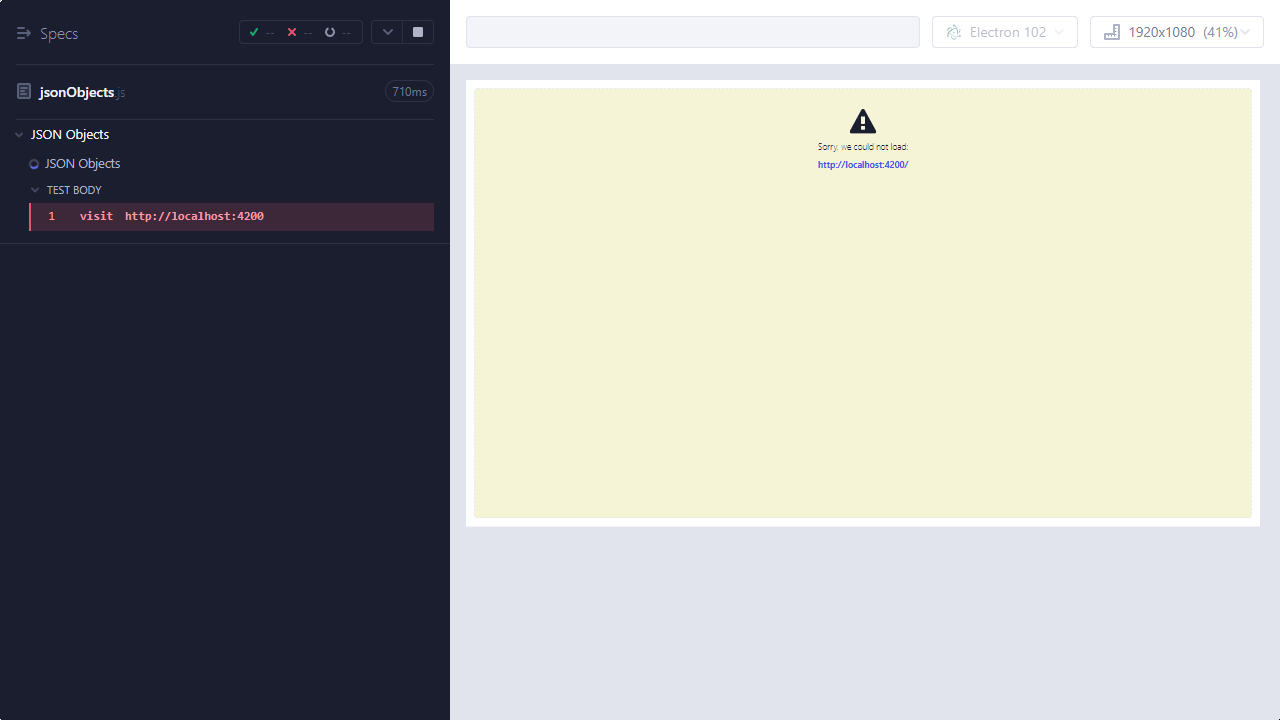 Specs
-- -- --
jsonObjects.js
710ms
JSON Objects
JSON Objects
TEST BODY
1 visit http://localhost:4200
Electron 102
1920x1080 (41%)
Sorry, we could not load:
http://localhost:4200/